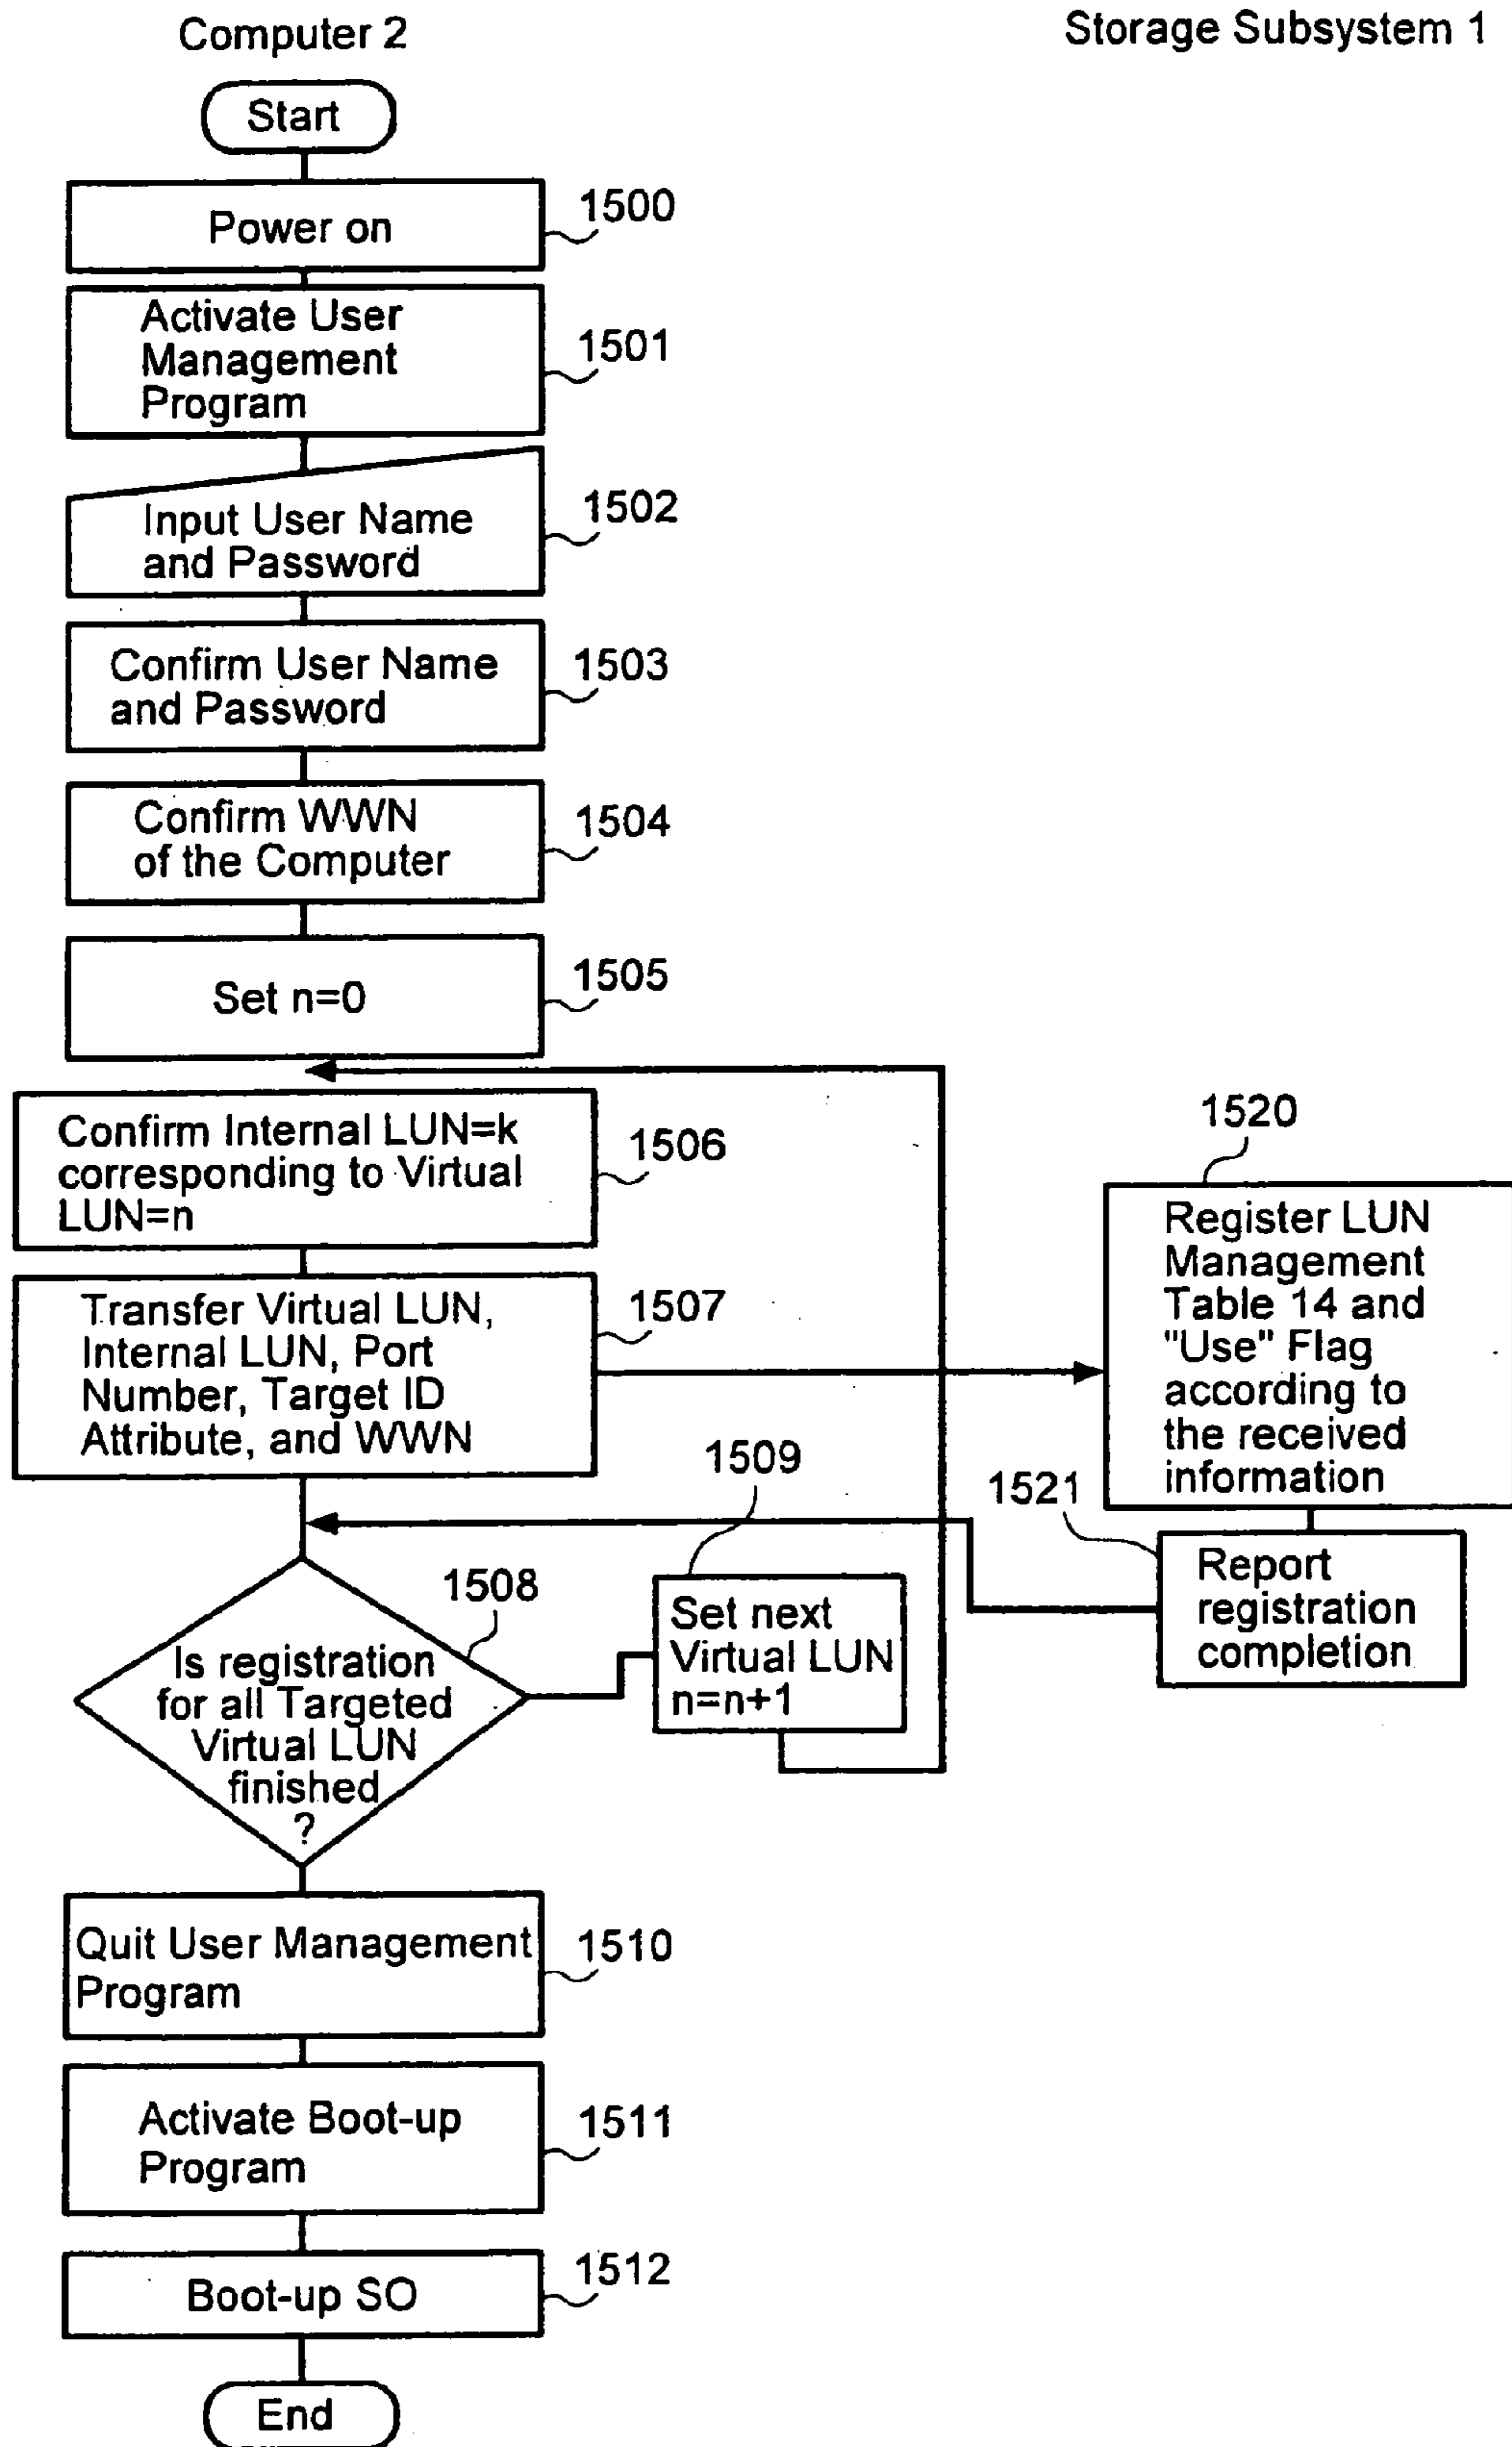 Computer 2
Storage Subsystem 1
Start
Power on
1500
Activate User
Management
Program
1501
Input User Name
and Password
1502
Confirm User Name
and Password
1503
Confirm WWN
of the Computer
1504
Set n=0
1505
Confirm Internal LUN=k
corresponding to Virtual
LUN=n
1506
Transfer Virtual LUN,
Internal LUN, Port
Number, Target ID
Attribute, and WWN
1507
1520
Register LUN
Management
Table 14 and
"Use" Flag
according to
the received
information
1521
Report
registration
completion
1508
Is registration
for all Targeted
Virtual LUN
finished
?
1509
Set next
Virtual LUN
n=n+1
Quit User Management
Program
1510
Activate Boot-up
Program
1511
Boot-up SO
1512
End